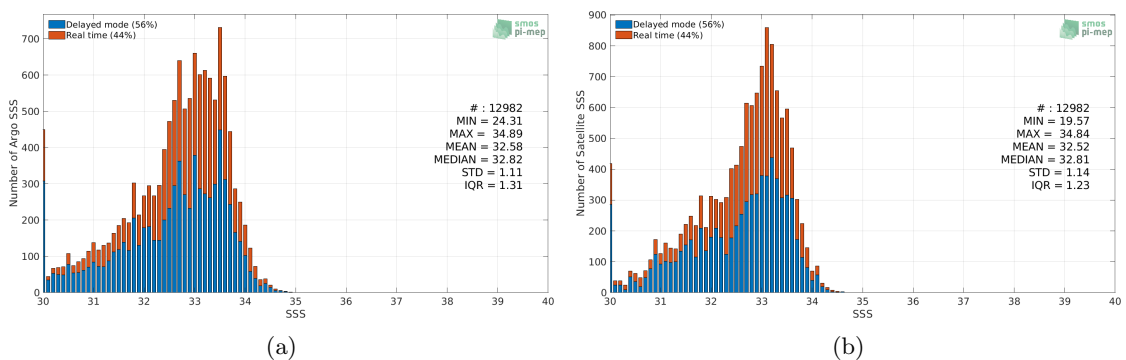 Delayed mode (56%)
Real time (44%)
smos
pi-mep
700
600
500
400
300
200
100
0
Number of Argo SSS
# : 12982
MIN = 24.31
MAX = 34.89
MEAN = 32.58
MEDIAN = 32.82
STD = 1.11
IQR = 1.31
30 31 32 33 34 35 36 37 38 39 40
SSS
(a)
900
Delayed mode (56%)
Real time (44%)
smos
pi-mep
800
700
600
500
400
300
200
100
0
Number of Satellite SSS
# : 12982
MIN = 19.57
MAX = 34.84
MEAN = 32.52
MEDIAN = 32.81
STD = 1.14
IQR = 1.23
30 31 32 33 34 35 36 37 38 39 40
SSS
(b)